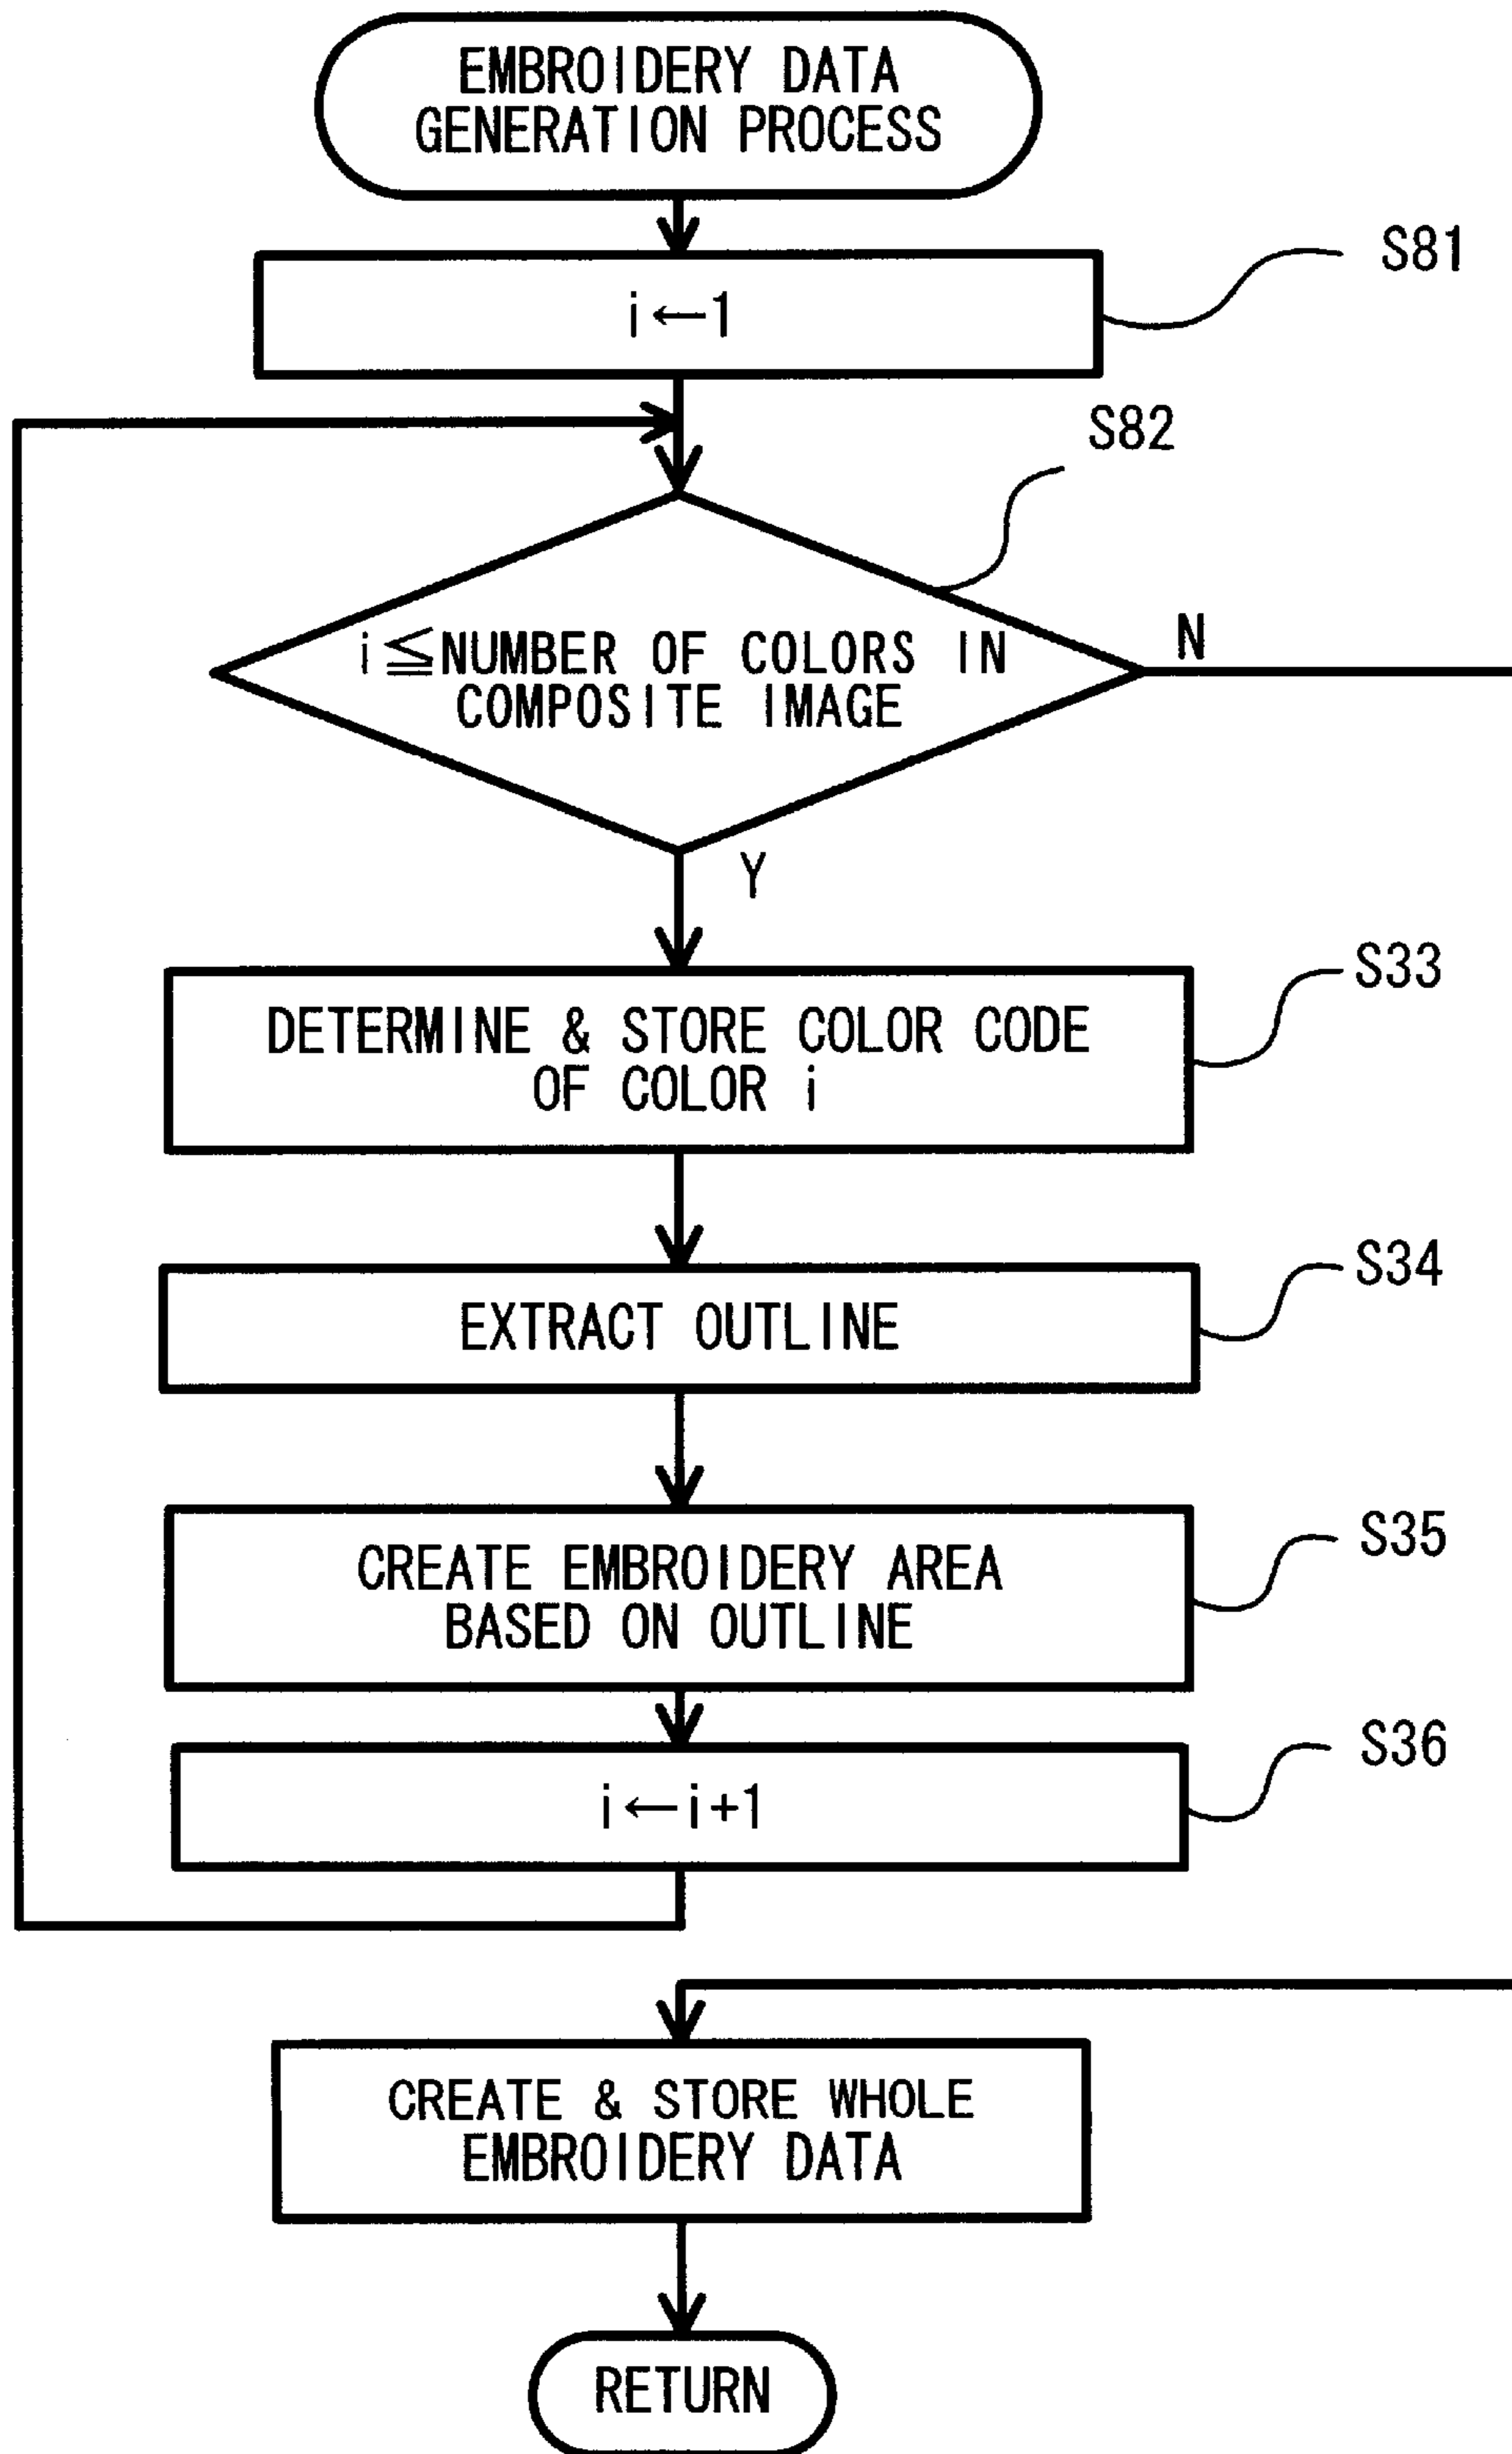 EMBROIDERY DATA
GENERATION PROCESS
S81
i←1
S82
i≦NUMBER OF COLORS IN
COMPOSITE IMAGE
N
Y
S33
DETERMINE & STORE COLOR CODE
OF COLOR i
S34
EXTRACT OUTLINE
S35
CREATE EMBROIDERY AREA
BASED ON OUTLINE
S36
i←i+1
CREATE & STORE WHOLE
EMBROIDERY DATA
RETURN